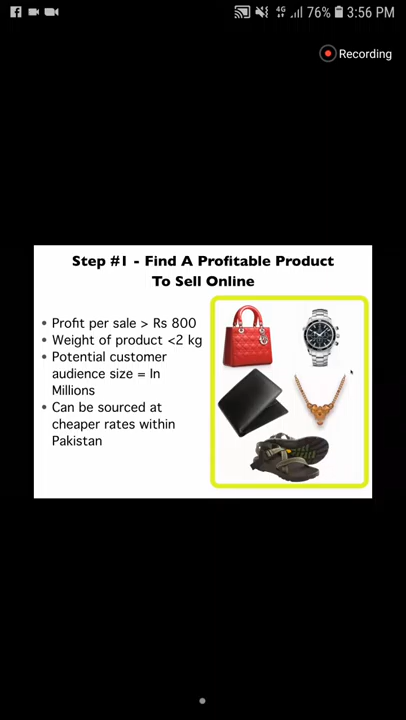 4G 76% 3:56 PM
Recording
Step #1 - Find A Profitable Product
To Sell Online
• Profit per sale > Rs 800
• Weight of product <2 kg
• Potential customer
audience size = In
Millions
• Can be sourced at
cheaper rates within
Pakistan